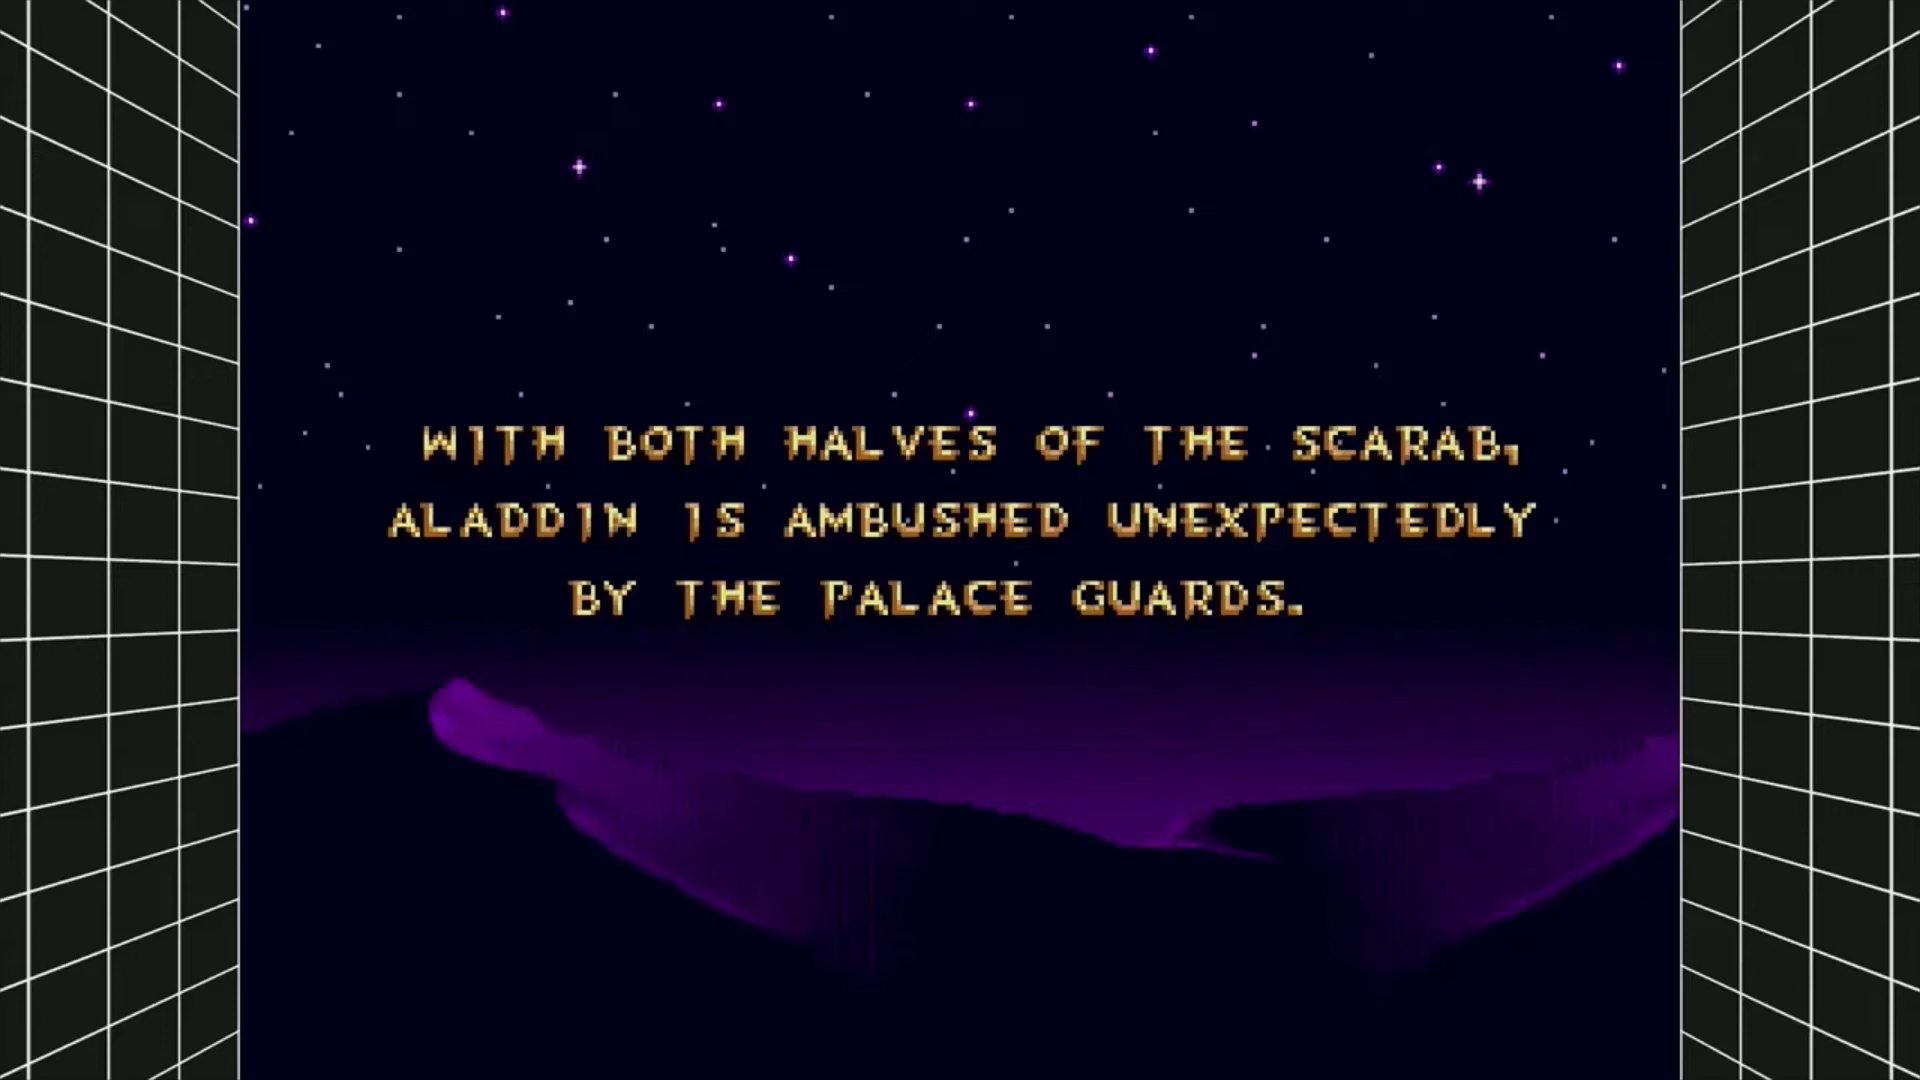 WITH BOTH HALVES OF THE SCARAB,
ALADDIN IS AMBUSHED UNEXPECTEDLY
BY THE PALACE GUARDS.